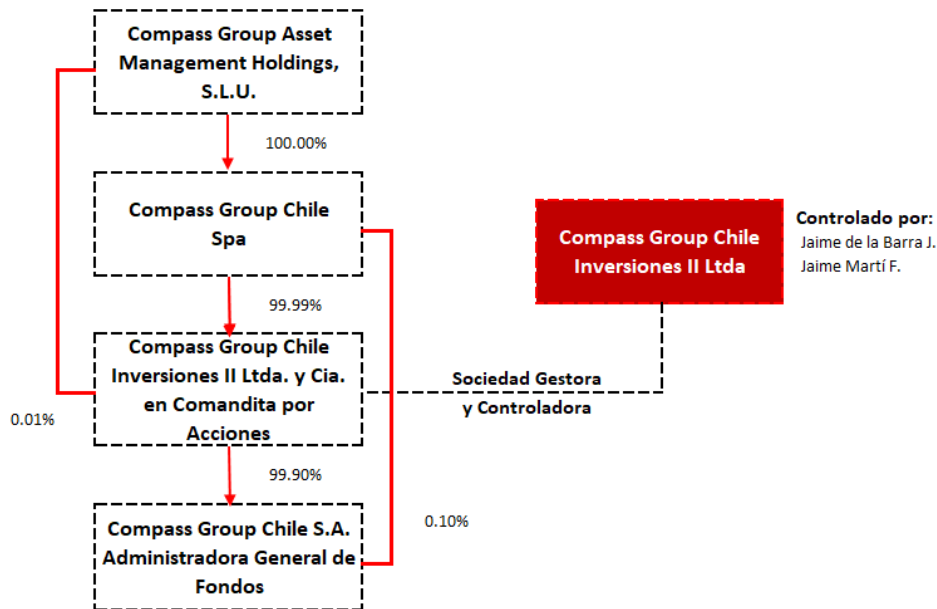 Compass Group Asset
Management Holdings,
S.L.U.
100.00%
Compass Group Chile
Spa
Compass Group Chile
Inversiones II Ltda
Controlado por:
Jaime de la Barra J.
Jaime Martí F.
99.99%
Compass Group Chile
Inversiones II Ltda. y Cia.
en Comandita por
Acciones
Sociedad Gestora
y Controladora
0.01%
99.90%
Compass Group Chile S.A.
Administradora General de
Fondos
0.10%